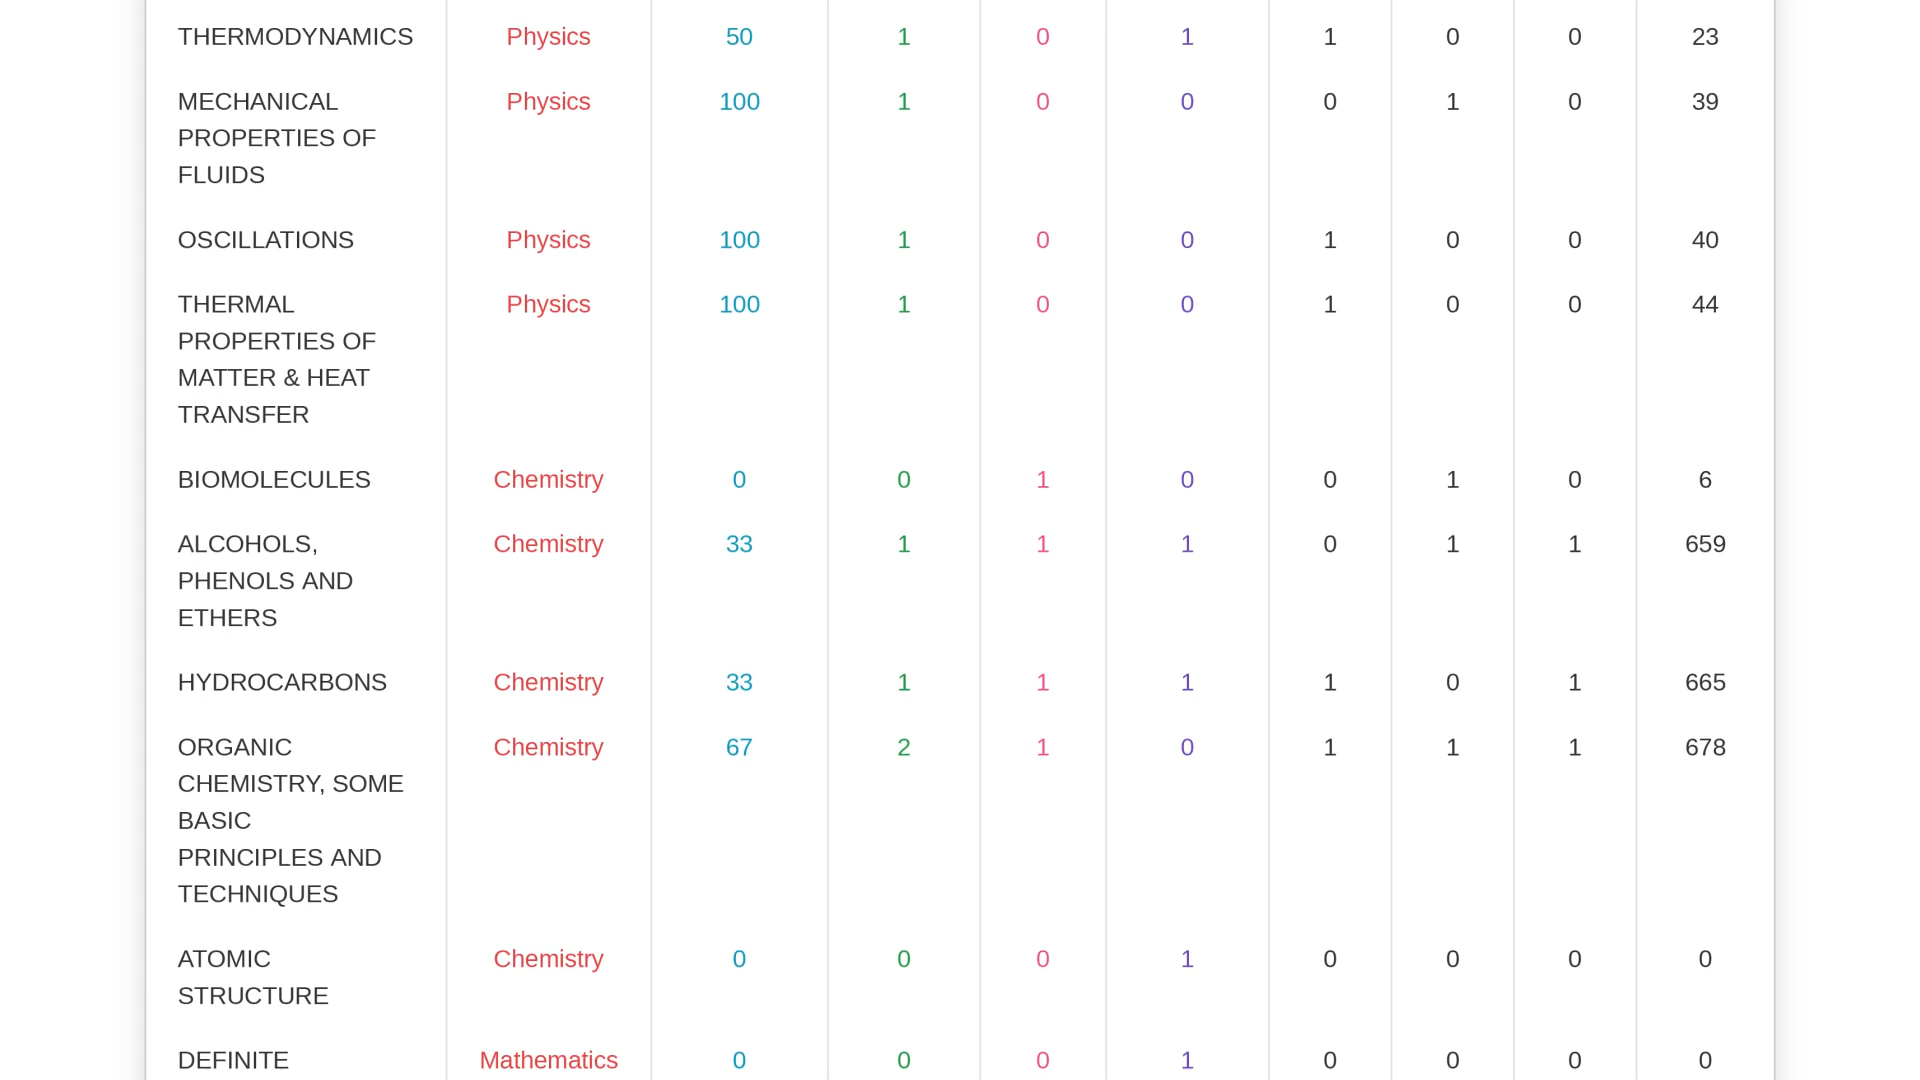 THERMODYNAMICS Physics 50 1 0 1 1 0 0 23
MECHANICAL Physics 100 1 0 0 0 1 0 39
PROPERTIES OF
FLUIDS
OSCILLATIONS Physics 100 1 0 0 1 0 0 40
THERMAL Physics 100 1 0 0 1 0 0 44
PROPERTIES OF
MATTER & HEAT
TRANSFER
BIOMOLECULES Chemistry 0 0 1 0 0 1 0 6
ALCOHOLS, Chemistry 33 1 1 1 0 1 1 659
PHENOLS AND
ETHERS
HYDROCARBONS Chemistry 33 1 1 1 1 0 1 665
ORGANIC Chemistry 67 2 1 0 1 1 1 678
CHEMISTRY, SOME
BASIC
PRINCIPLES AND
TECHNIQUES
ATOMIC Chemistry 0 0 0 1 0 0 0 0
STRUCTURE
DEFINITE Mathematics 0 0 0 1 0 0 0 0